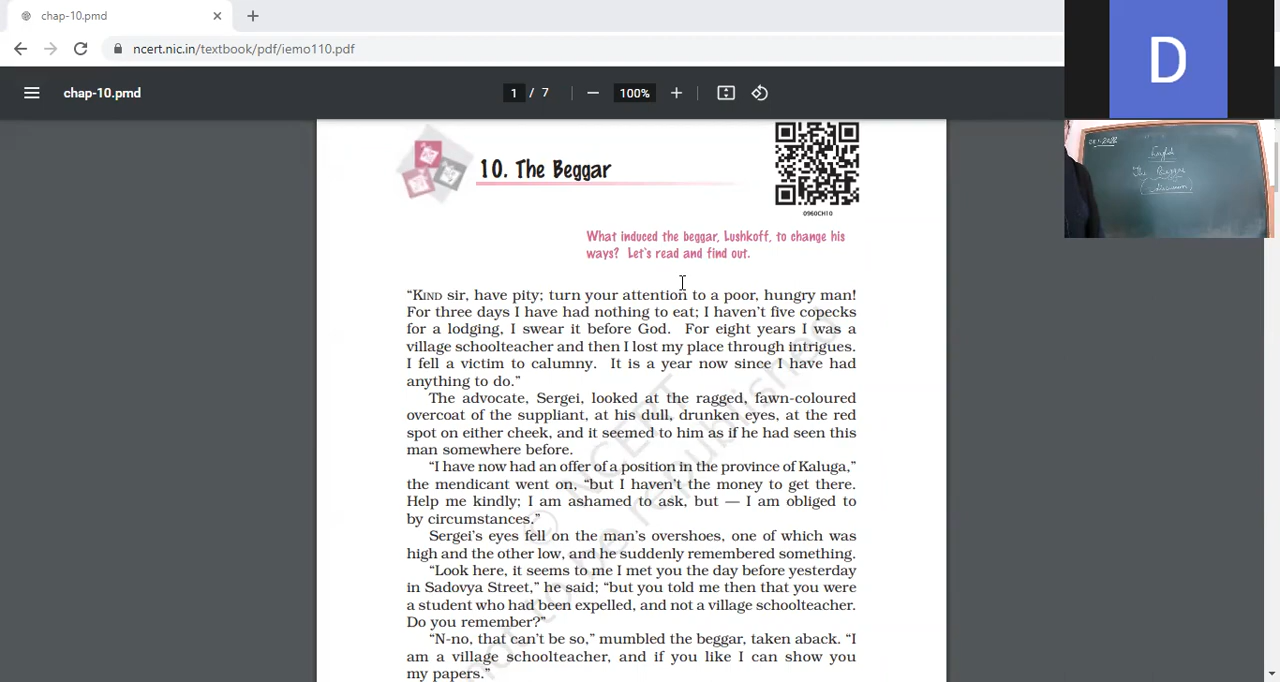 chap-10.pmd
ncert.nic.in/textbook/pdf/iemo110.pdf
chap-10.pmd
1 / 7
100%
D
English
The Beggar
10. The Beggar
0960CH10
What induced the beggar, Lushkoff, to change his
ways? Let's read and find out.
“KIND sir, have pity; turn your attention to a poor, hungry man!
For three days I have had nothing to eat; I haven't five copecks
for a lodging, I swear it before God. For eight years I was a
village schoolteacher and then I lost my place through intrigues.
I fell a victim to calumny. It is a year now since I have had
anything to do.”
The advocate, Sergei, looked at the ragged, fawn-coloured
overcoat of the suppliant, at his dull, drunken eyes, at the red
spot on either cheek, and it seemed to him as if he had seen this
man somewhere before.
“I have now had an offer of a position in the province of Kaluga,”
the mendicant went on, “but I haven't the money to get there.
Help me kindly; I am ashamed to ask, but — I am obliged to
by circumstances.”
Sergei's eyes fell on the man's overshoes, one of which was
high and the other low, and he suddenly remembered something.
“Look here, it seems to me I met you the day before yesterday
in Sadovya Street,” he said; “but you told me then that you were
a student who had been expelled, and not a village schoolteacher.
Do you remember?”
“N-no, that can't be so,” mumbled the beggar, taken aback. “I
am a village schoolteacher, and if you like I can show you
my papers.”
© NCERT
not to be republished